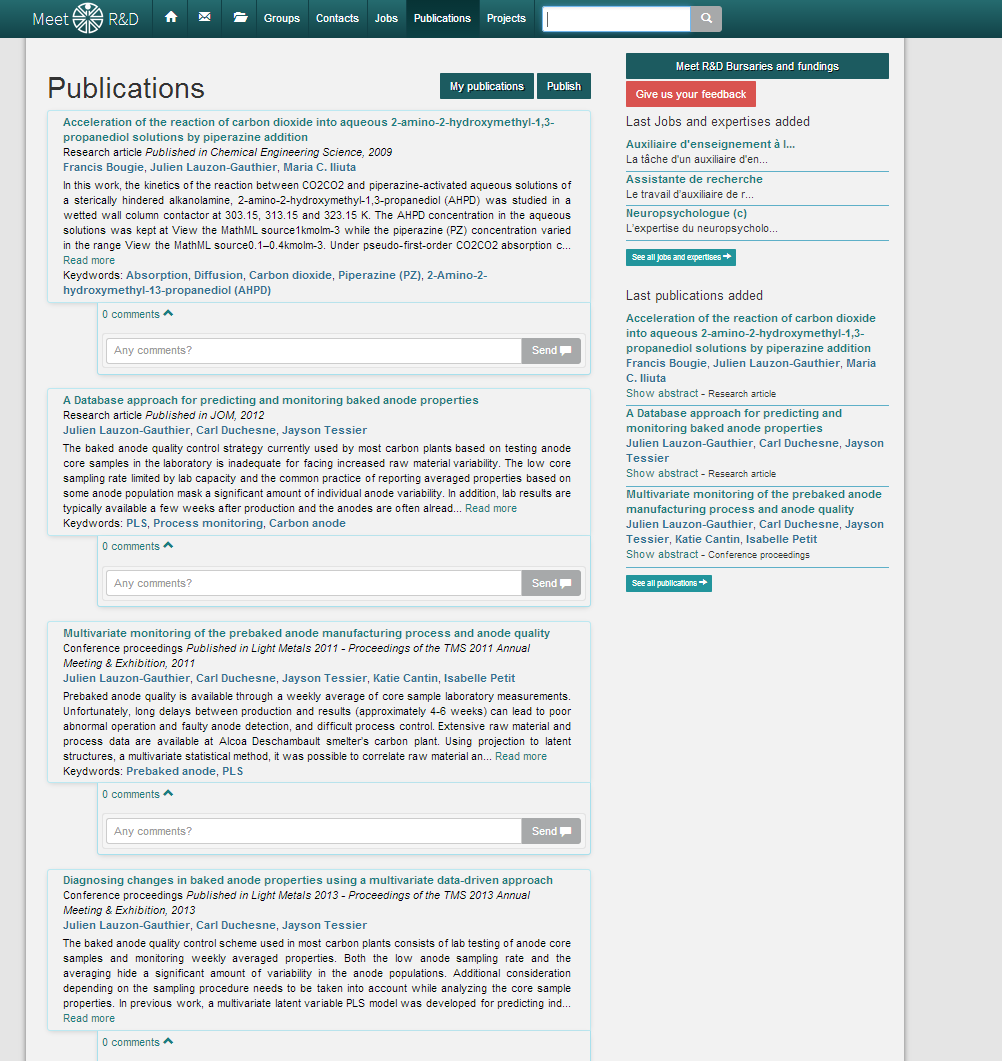 Meet R&D
Groups
Contacts
Jobs
Publications
Projects
Publications
My publications
Publish
Acceleration of the reaction of carbon dioxide into aqueous 2-amino-2-hydroxymethyl-1,3-
propanediol solutions by piperazine addition
Research article Published in Chemical Engineering Science, 2009
Francis Bougie, Julien Lauzon-Gauthier, Maria C. Iliuta
In this work, the kinetics of the reaction between CO2CO2 and piperazine-activated aqueous solutions of
a sterically hindered alkanolamine, 2-amino-2-hydroxymethyl-1,3-propanediol (AHPD) was studied in a
wetted wall column contactor at 303.15, 313.15 and 323.15 K. The AHPD concentration in the aqueous
solutions was kept at View the MathML source1kmolm-3 while the piperazine (PZ) concentration varied
in the range View the MathML source0.1–0.4kmolm-3. Under pseudo-first-order CO2CO2 absorption c...
Read more
Keydwords: Absorption, Diffusion, Carbon dioxide, Piperazine (PZ), 2-Amino-2-
hydroxymethyl-13-propanediol (AHPD)
0 comments
Any comments?
Send
A Database approach for predicting and monitoring baked anode properties
Research article Published in JOM, 2012
Julien Lauzon-Gauthier, Carl Duchesne, Jayson Tessier
The baked anode quality control strategy currently used by most carbon plants based on testing anode
core samples in the laboratory is inadequate for facing increased raw material variability. The low core
sampling rate limited by lab capacity and the common practice of reporting averaged properties based on
some anode population mask a significant amount of individual anode variability. In addition, lab results are
typically available a few weeks after production and the anodes are often alread... Read more
Keydwords: PLS, Process monitoring, Carbon anode
0 comments
Any comments?
Send
Multivariate monitoring of the prebaked anode manufacturing process and anode quality
Conference proceedings Published in Light Metals 2011 - Proceedings of the TMS 2011 Annual
Meeting & Exhibition, 2011
Julien Lauzon-Gauthier, Carl Duchesne, Jayson Tessier, Katie Cantin, Isabelle Petit
Prebaked anode quality is available through a weekly average of core sample laboratory measurements.
Unfortunately, long delays between production and results (approximately 4-6 weeks) can lead to poor
abnormal operation and faulty anode detection, and difficult process control. Extensive raw material and
process data are available at Alcoa Deschambault smelter's carbon plant. Using projection to latent
structures, a multivariate statistical method, it was possible to correlate raw material an... Read more
Keydwords: Prebaked anode, PLS
0 comments
Any comments?
Send
Diagnosing changes in baked anode properties using a multivariate data-driven approach
Conference proceedings Published in Light Metals 2013 - Proceedings of the TMS 2013 Annual
Meeting & Exhibition, 2013
Julien Lauzon-Gauthier, Carl Duchesne, Jayson Tessier
The baked anode quality control scheme used in most carbon plants consists of lab testing of anode core
samples and monitoring weekly averaged properties. Both the low anode sampling rate and the
averaging hide a significant amount of variability in the anode populations. Additional consideration
depending on the sampling procedure needs to be taken into account while analyzing the core sample
properties. In previous work, a multivariate latent variable PLS model was developed for predicting ind...
Read more
0 comments
Meet R&D Bursaries and fundings
Give us your feedback
Last Jobs and expertises added
Auxiliaire d'enseignement à l...
La tâche d'un auxiliaire d'en...
Assistante de recherche
Le travail d'auxiliaire de r...
Neuropsychologue (c)
L'expertise du neuropsycholo...
See all jobs and expertises
Last publications added
Acceleration of the reaction of carbon dioxide
into aqueous 2-amino-2-hydroxymethyl-1,3-
propanediol solutions by piperazine addition
Francis Bougie, Julien Lauzon-Gauthier, Maria
C. Iliuta
Show abstract - Research article
A Database approach for predicting and
monitoring baked anode properties
Julien Lauzon-Gauthier, Carl Duchesne, Jayson
Tessier
Show abstract - Research article
Multivariate monitoring of the prebaked anode
manufacturing process and anode quality
Julien Lauzon-Gauthier, Carl Duchesne, Jayson
Tessier, Katie Cantin, Isabelle Petit
Show abstract - Conference proceedings
See all publications